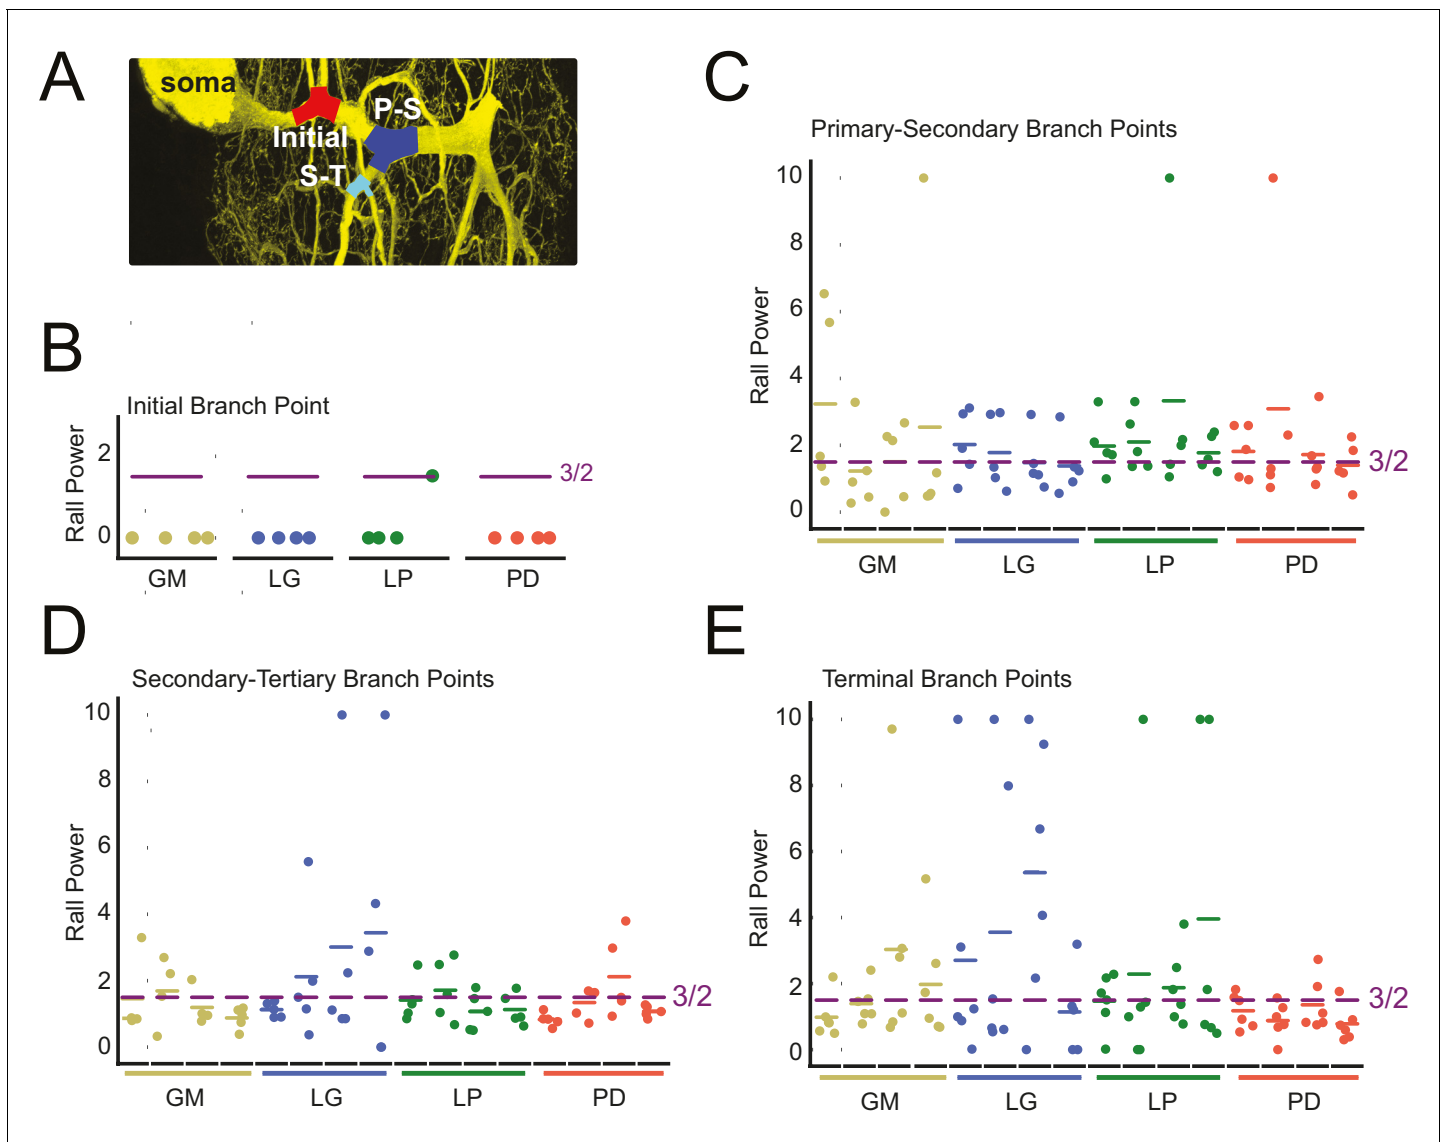 A
soma
P-S
Initial
S-T
B
Initial Branch Point
Rall Power
2
0
3/2
GM LG LP PD
C
Primary-Secondary Branch Points
Rall Power
10
8
6
4
2
0
3/2
GM LG LP PD
D
Secondary-Tertiary Branch Points
Rall Power
10
8
6
4
2
0
3/2
GM LG LP PD
E
Terminal Branch Points
Rall Power
10
8
6
4
2
0
3/2
GM LG LP PD